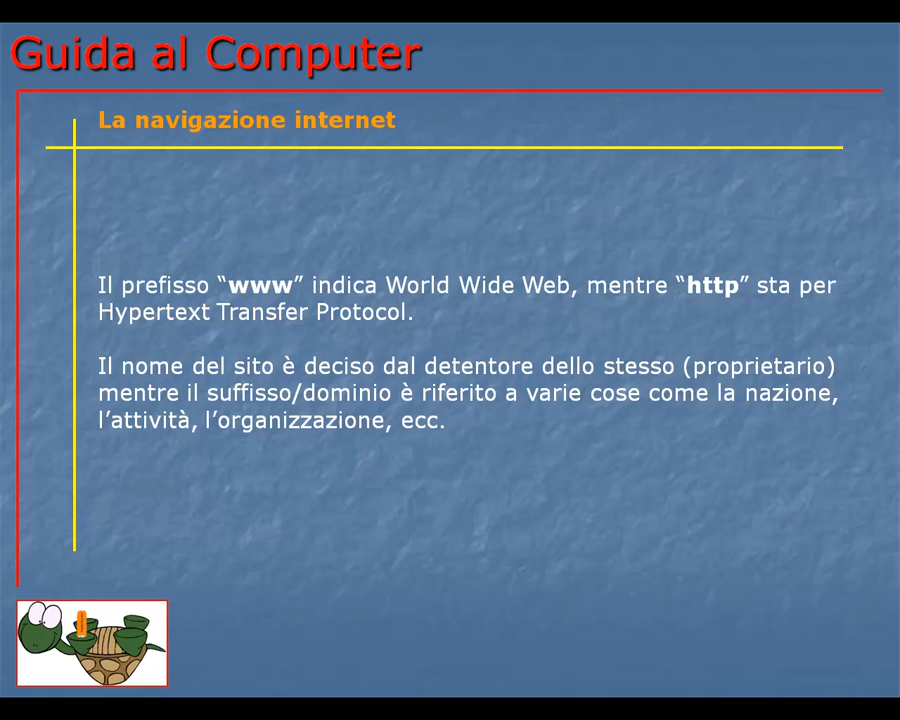 Guida al Computer
La navigazione internet
Il prefisso “www” indica World Wide Web, mentre “http” sta per
Hypertext Transfer Protocol.
Il nome del sito è deciso dal detentore dello stesso (proprietario)
mentre il suffisso/dominio è riferito a varie cose come la nazione,
l’attività, l’organizzazione, ecc.